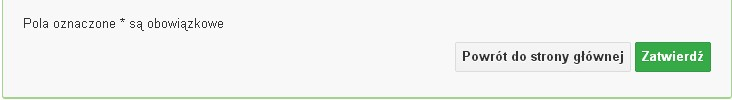 Pola oznaczone * są obowiązkowe
Powrót do strony głównej Zatwierdź